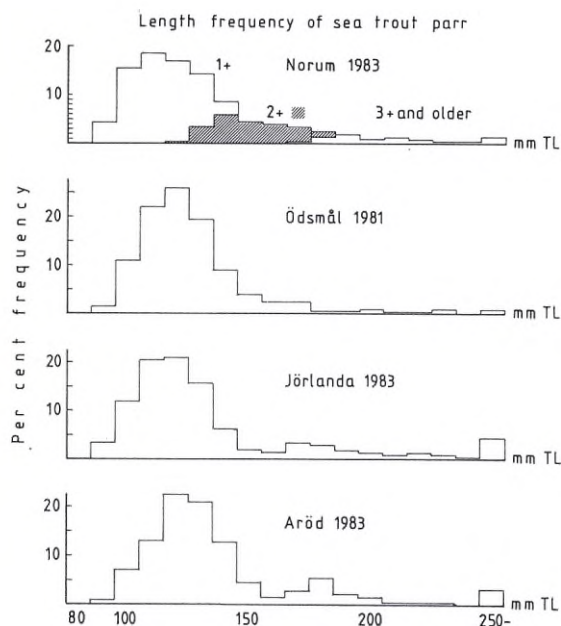 Length frequency of sea trout parr
20
10
1+
Norum 1983
2+
3+ and older
mm TL
20
10
Ödsmål 1981
mm TL
Per cent frequency
20
10
Jörlanda 1983
mm TL
20
10
Aröd 1983
mm TL
80 100 150 200 250-